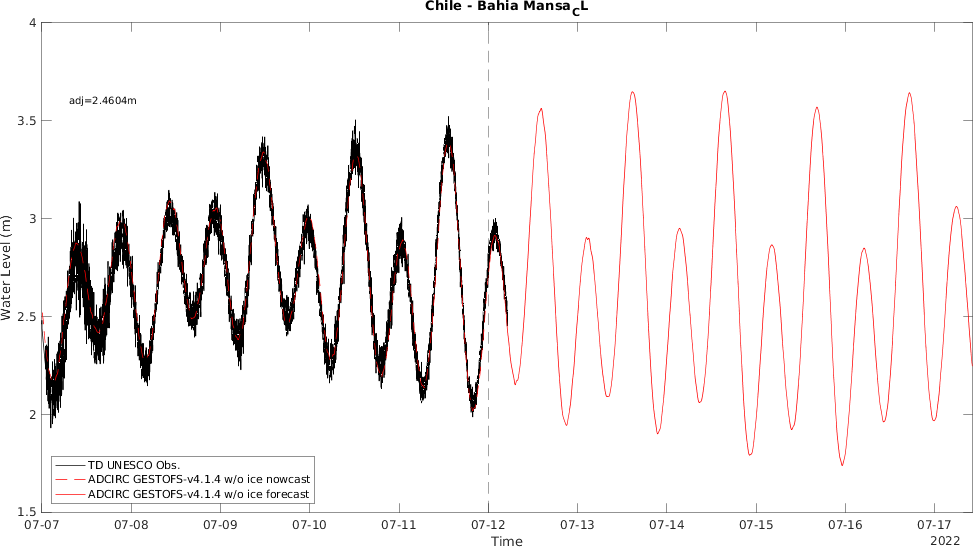 Chile - Bahia Mansa_CL
4
adj=2.4604m
3.5
3
Water Level (m)
2.5
2
TD UNESCO Obs.
ADCIRC GESTOFS-v4.1.4 w/o ice nowcast
ADCIRC GESTOFS-v4.1.4 w/o ice forecast
1.5
07-07 07-08 07-09 07-10 07-11 07-12 07-13 07-14 07-15 07-16 07-17
Time
2022